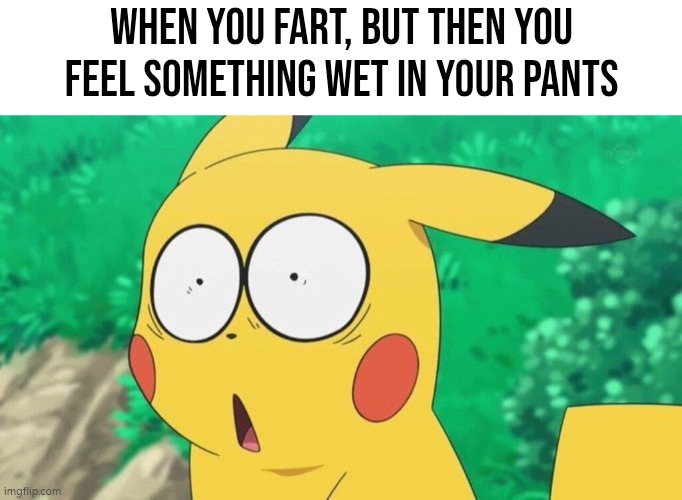 WHEN YOU FART, BUT THEN YOU
FEEL SOMETHING WET IN YOUR PANTS
imgflip.com